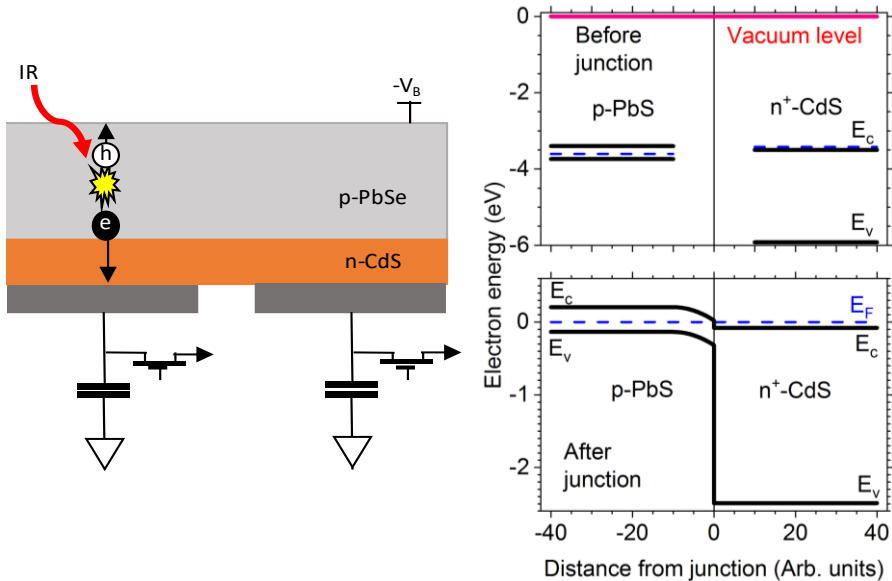 IR
-V_B
h
e
p-PbSe
n-CdS
Electron energy (eV)
0
-2
-4
-6
Before
junction
Vacuum level
p-PbS
n⁺-CdS
E_c
E_v
0
-1
-2
E_c
E_F
E_v
E_c
p-PbS
n⁺-CdS
After
junction
E_v
-40 -20 0 20 40
Distance from junction (Arb. units)